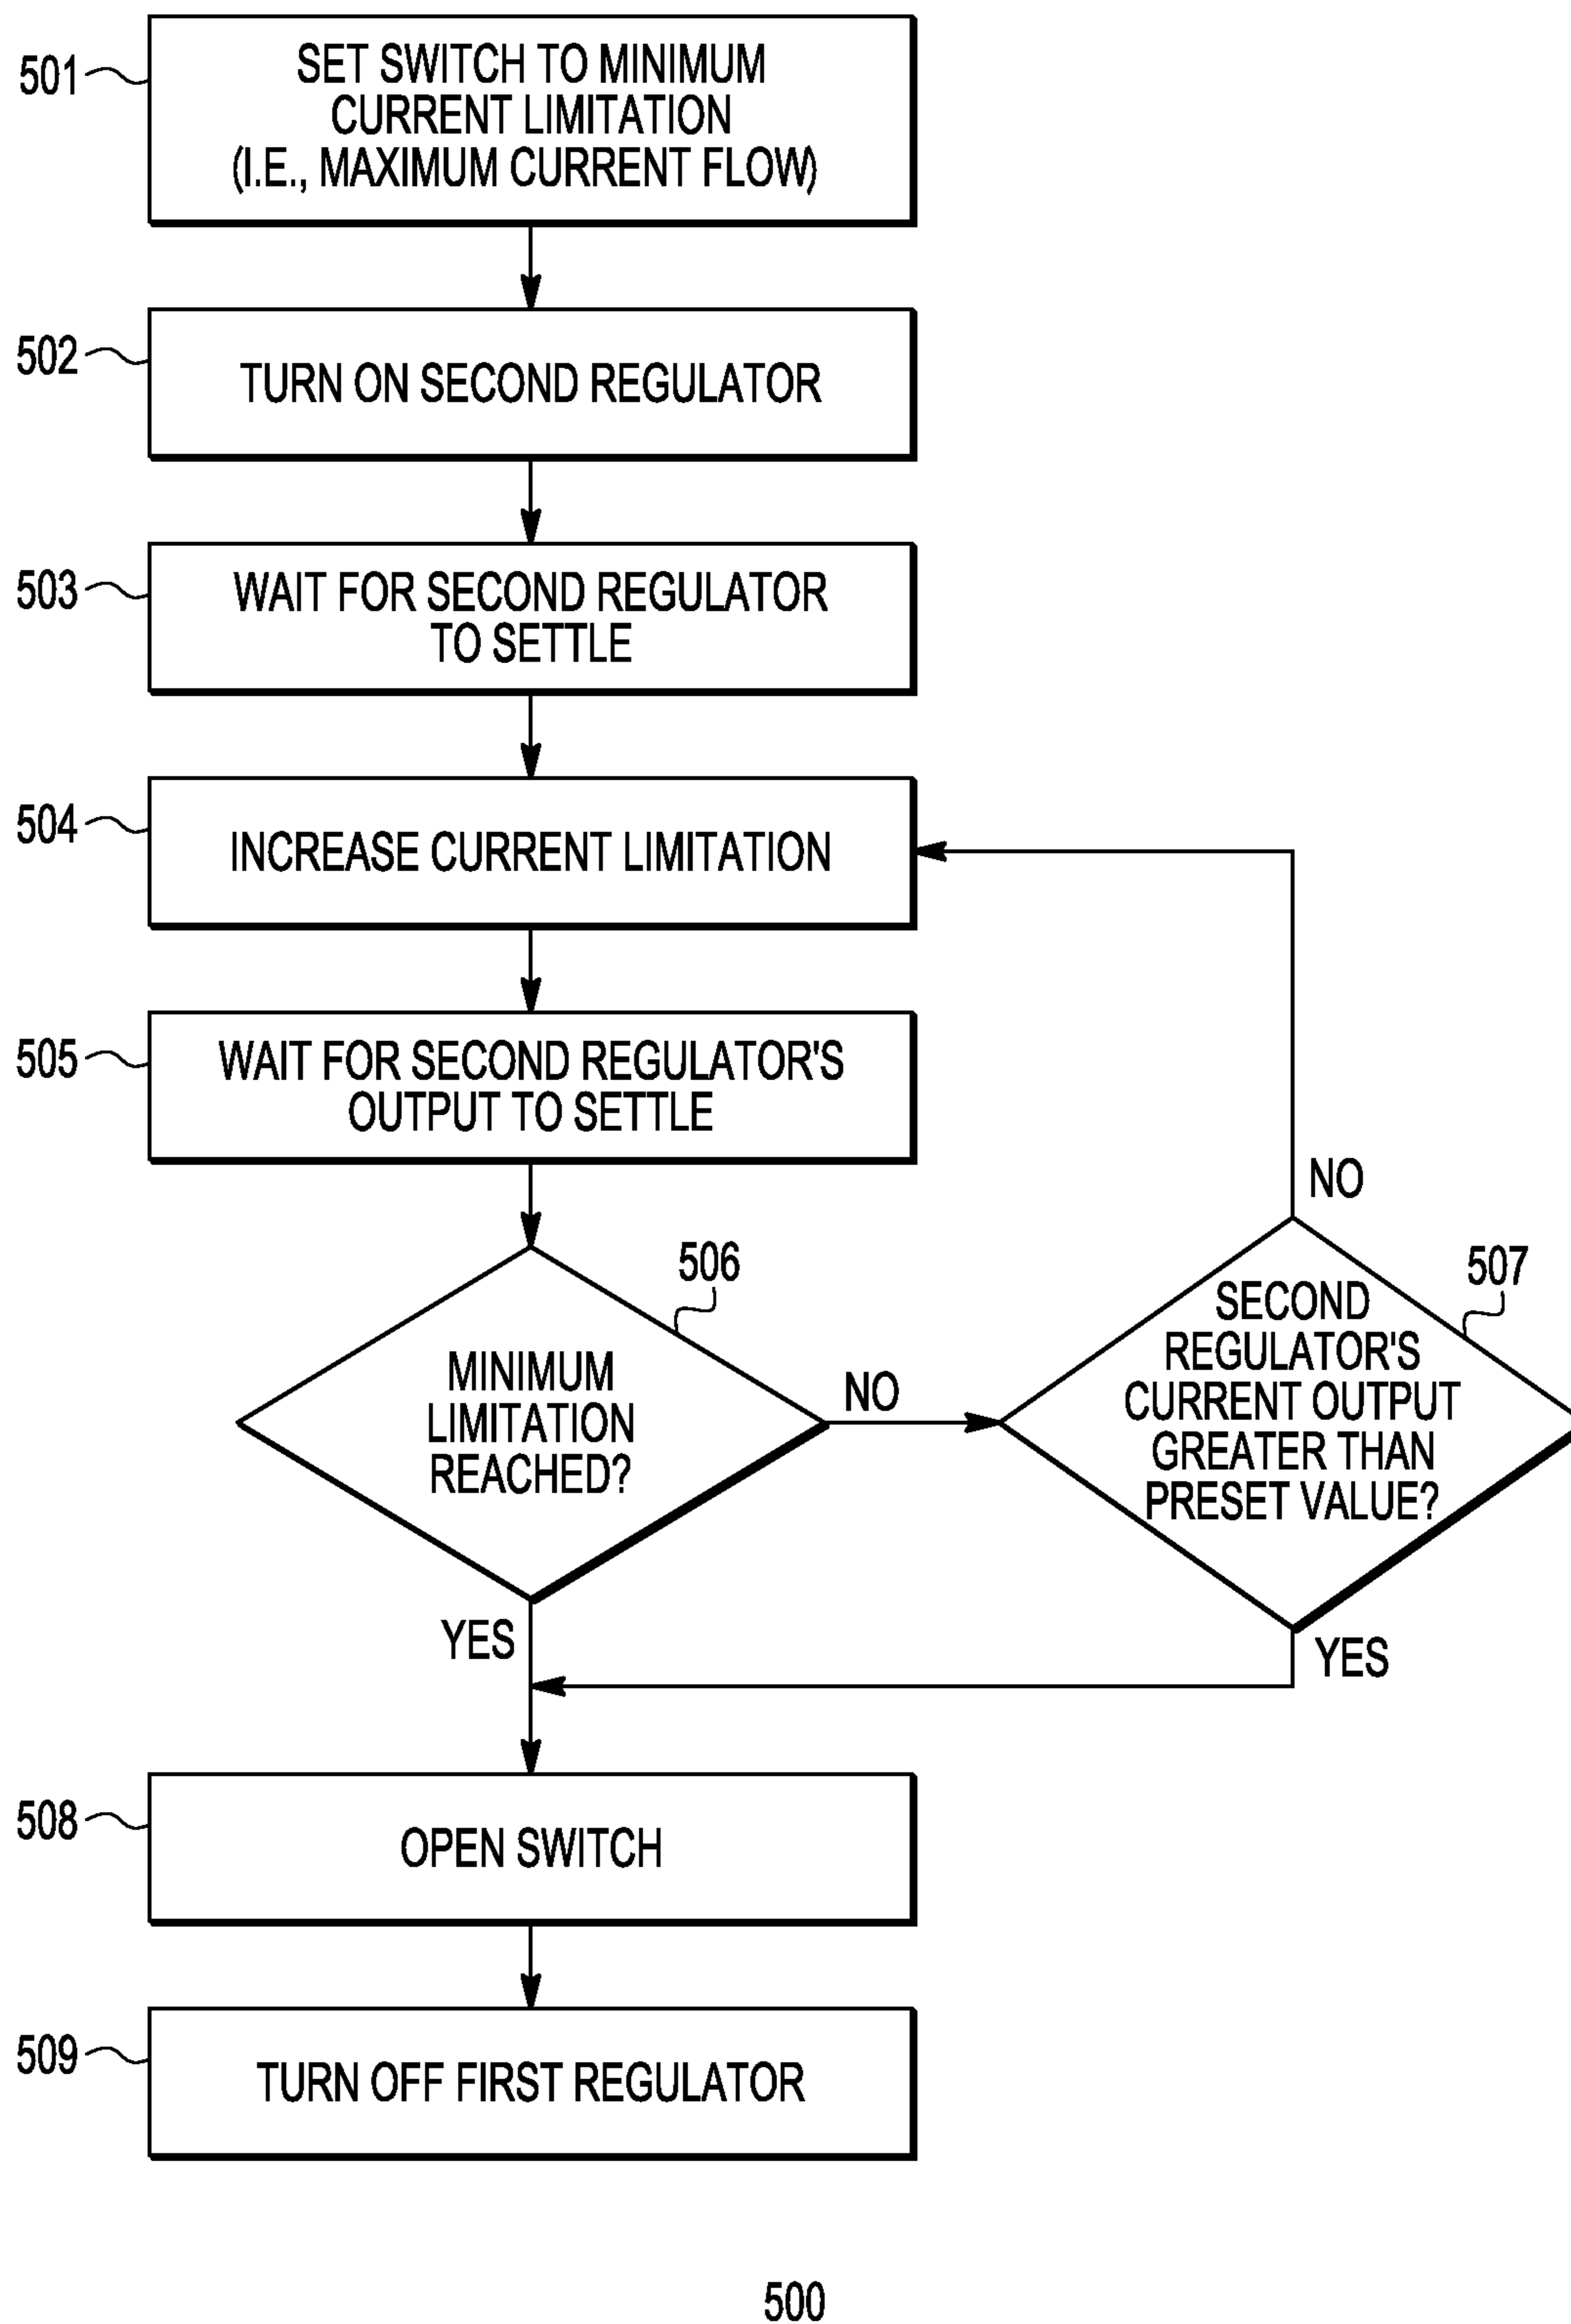 501
SET SWITCH TO MINIMUM
CURRENT LIMITATION
(I.E., MAXIMUM CURRENT FLOW)
502
TURN ON SECOND REGULATOR
503
WAIT FOR SECOND REGULATOR
TO SETTLE
504
INCREASE CURRENT LIMITATION
505
WAIT FOR SECOND REGULATOR'S
OUTPUT TO SETTLE
506
MINIMUM
LIMITATION
REACHED?
NO
YES
507
SECOND
REGULATOR'S
CURRENT OUTPUT
GREATER THAN
PRESET VALUE?
NO
YES
508
OPEN SWITCH
509
TURN OFF FIRST REGULATOR
500